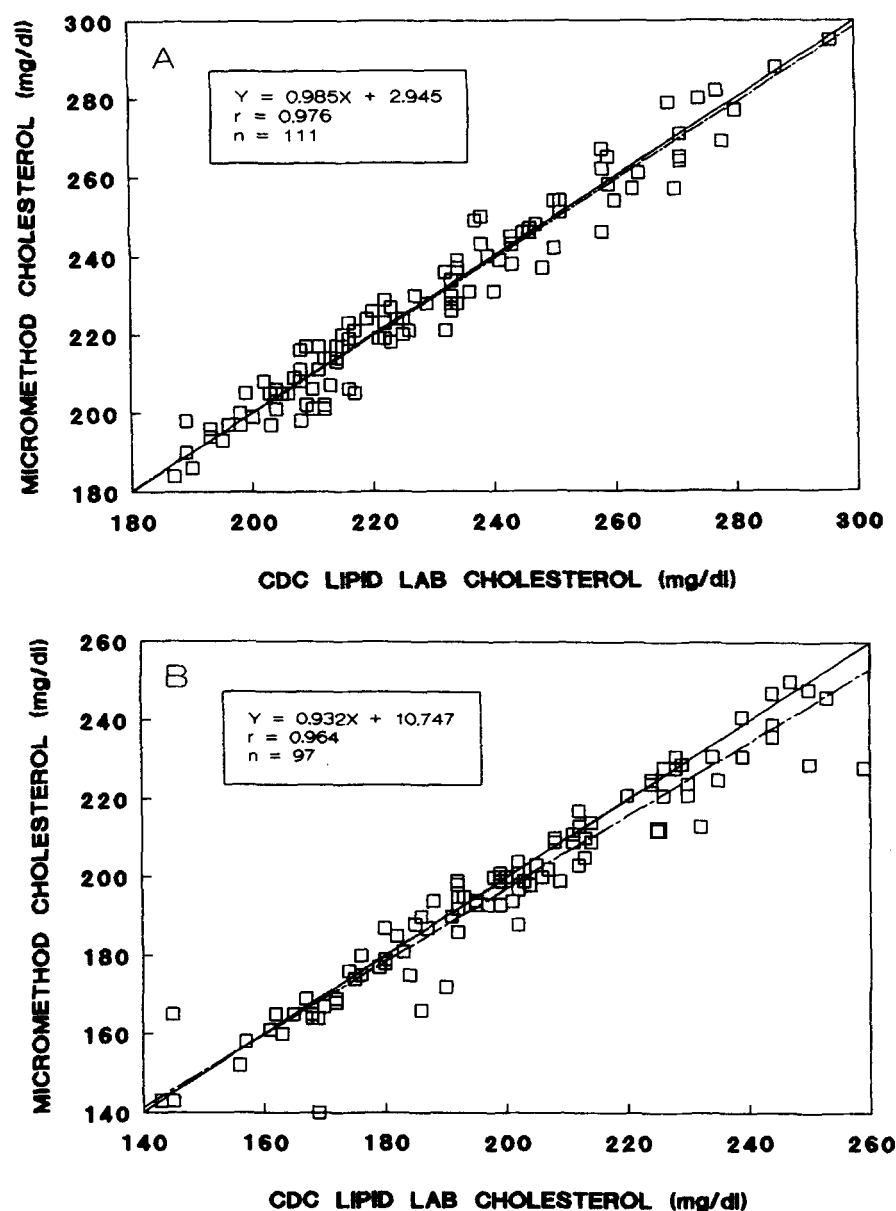 MICROMETHOD CHOLESTEROL (mg/dl)
300
280
260
240
220
200
180
A
Y = 0.985X + 2.945
r = 0.976
n = 111
180 200 220 240 260 280 300
CDC LIPID LAB CHOLESTEROL (mg/dl)
MICROMETHOD CHOLESTEROL (mg/dl)
260
240
220
200
180
160
140
B
Y = 0.932X + 10.747
r = 0.964
n = 97
140 160 180 200 220 240 260
CDC LIPID LAB CHOLESTEROL (mg/dl)